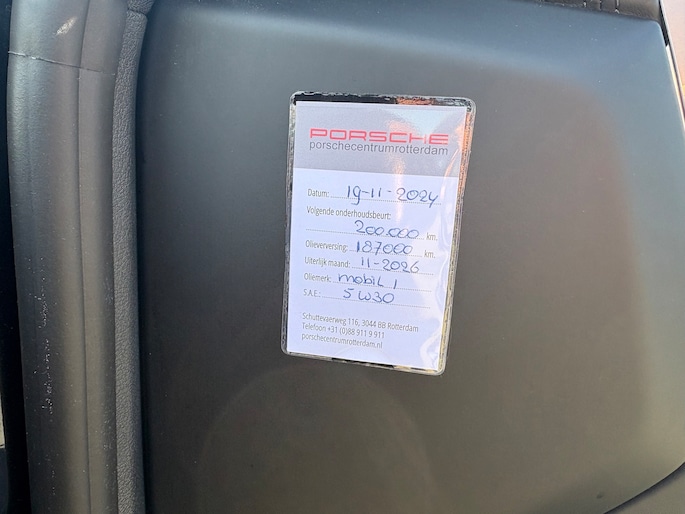 PORSCHE
porschecentrumrotterdam
Datum: 19-11-2024
Volgende onderhoudsbeurt:
200.000 km.
Olieverversing: 187000 km.
Uiterlijk maand: 11-2026
Oliemerk: mobil 1
S.A.E.: 5W30
Schuttevaerweg 116, 3044 BB Rotterdam
Telefoon +31 (0)88 911 9 911
porschecentrumrotterdam.nl